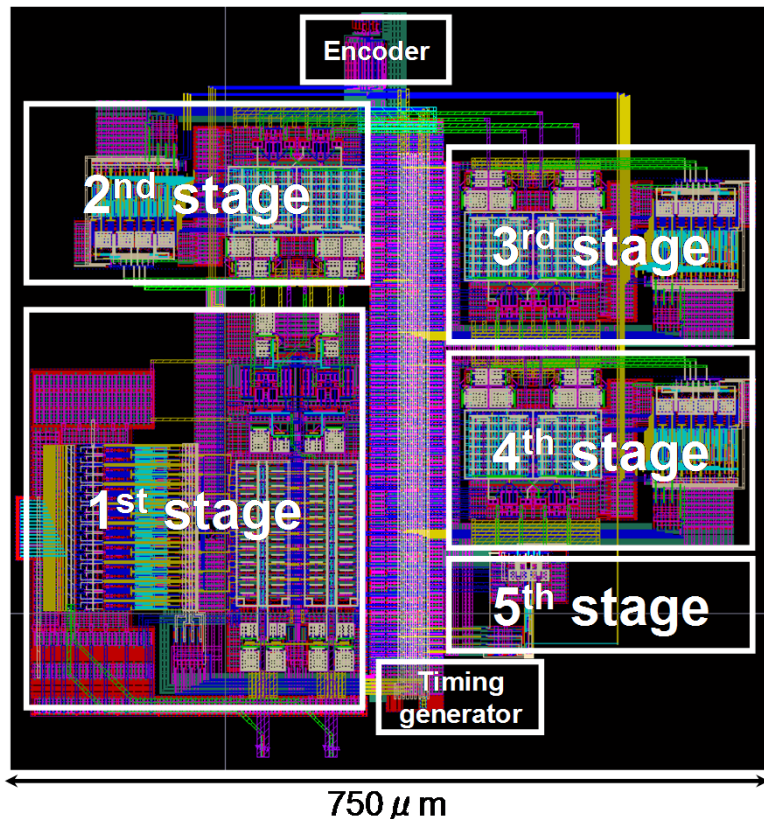 Encoder
2nd stage
3rd stage
4th stage
1st stage
5th stage
Timing
generator
750 μ m